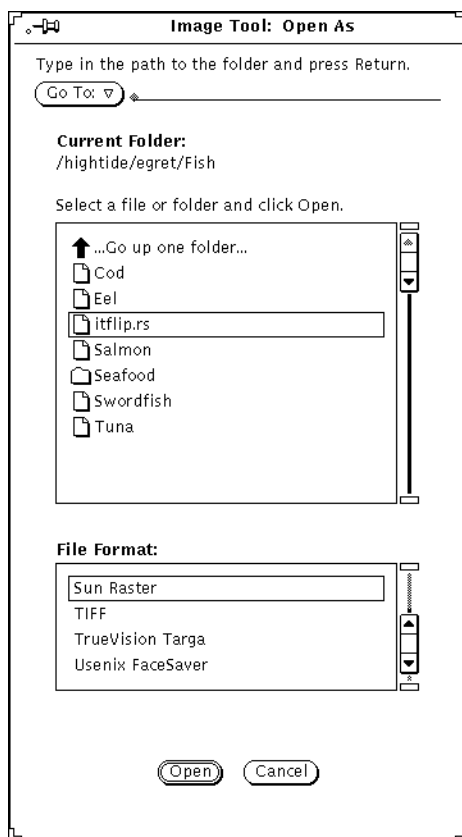 Image Tool: Open As
Type in the path to the folder and press Return.
Go To:
Current Folder:
/hightide/egret/Fish
Select a file or folder and click Open.
...Go up one folder...
Cod
Eel
itflip.rs
Salmon
Seafood
Swordfish
Tuna
File Format:
Sun Raster
TIFF
TrueVision Targa
Usenix FaceSaver
Open
Cancel